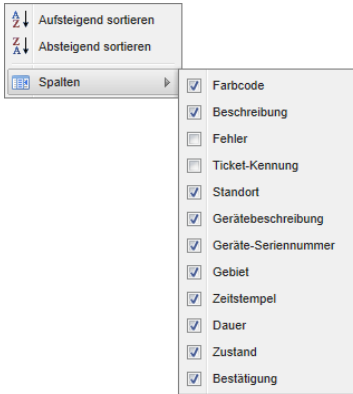 Aufsteigend sortieren
Absteigend sortieren
Spalten
Farbcode
Beschreibung
Fehler
Ticket-Kennung
Standort
Gerätebeschreibung
Geräte-Seriennummer
Gebiet
Zeitstempel
Dauer
Zustand
Bestätigung